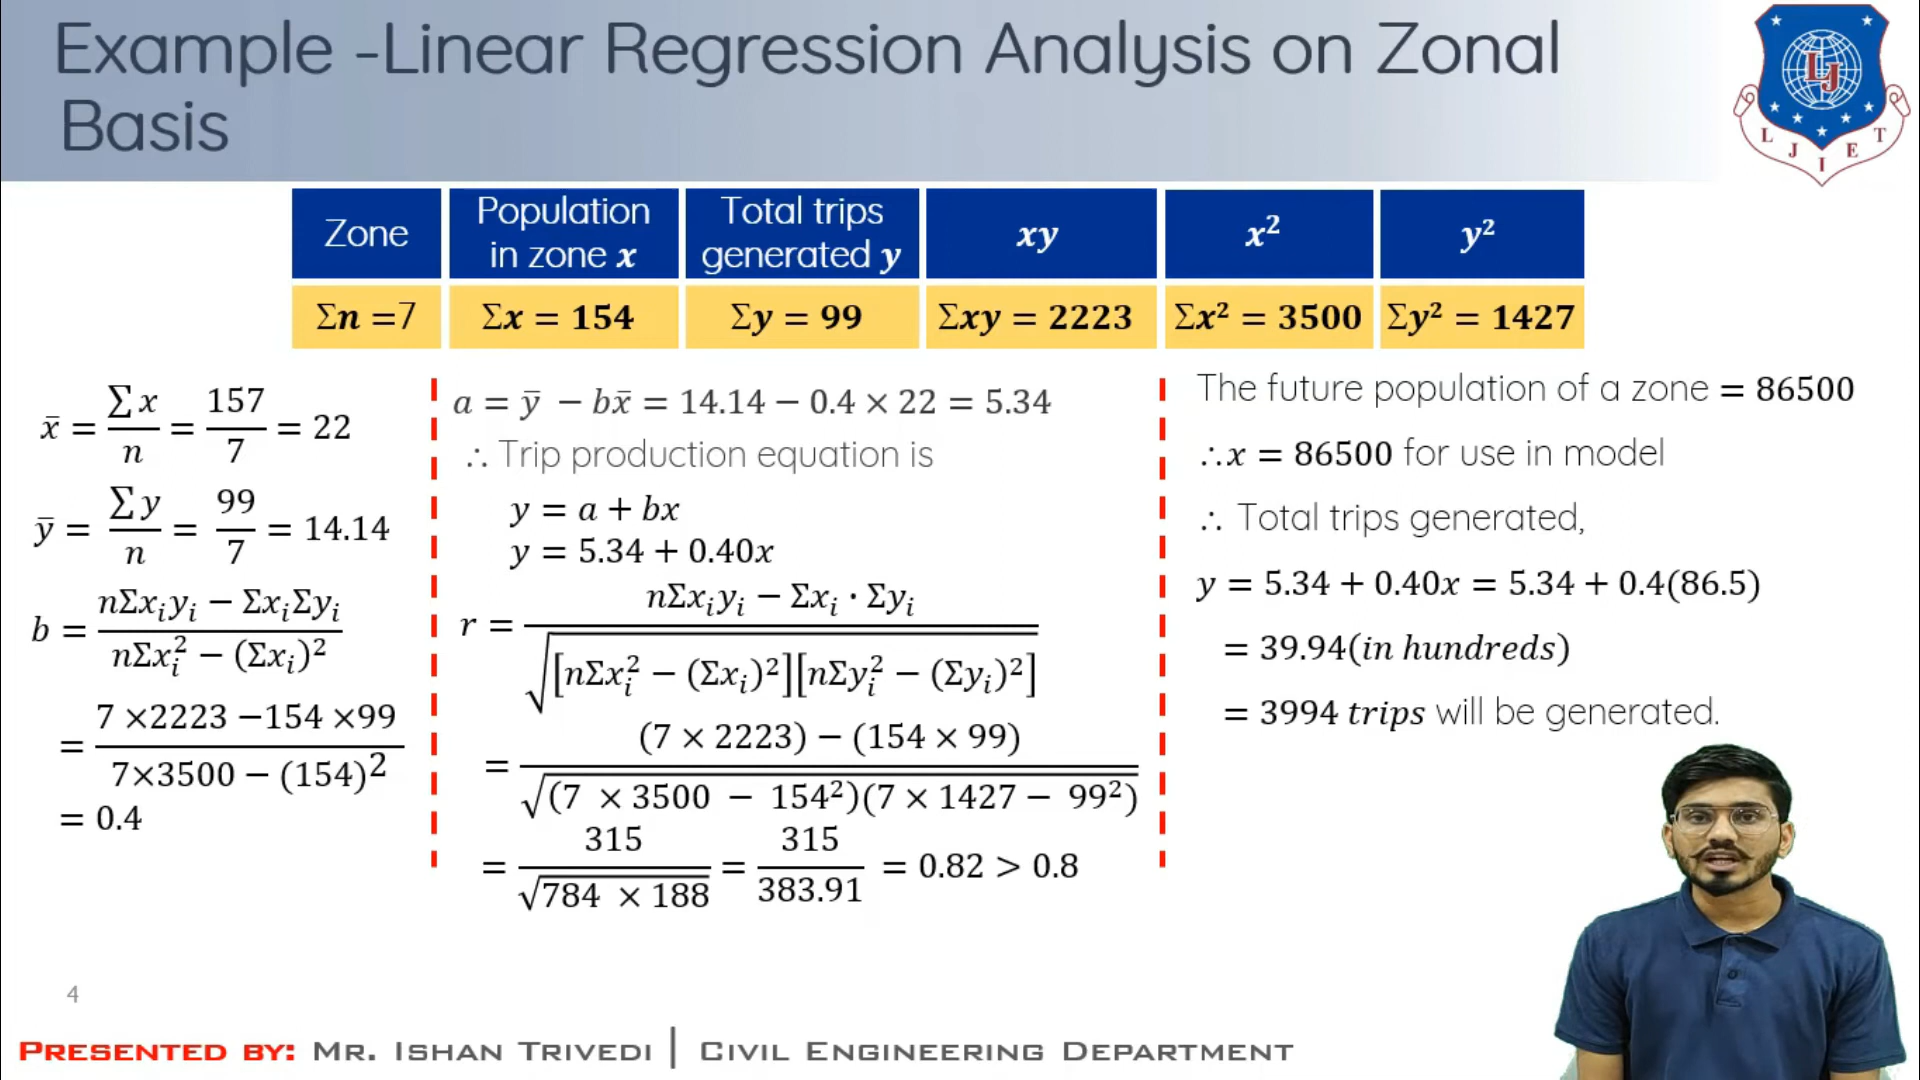 Example -Linear Regression Analysis on Zonal
Basis
L J I E T
LJ
Zone | Population in zone x | Total trips generated y | xy | x² | y²
Σn =7 | Σx = 154 | Σy = 99 | Σxy = 2223 | Σx² = 3500 | Σy² = 1427
x̄ = ∑x/n = 157/7 = 22
ȳ = ∑y/n = 99/7 = 14.14
b = (nΣxᵢyᵢ − ΣxᵢΣyᵢ)/(nΣxᵢ² − (Σxᵢ)²)
= (7 ×2223 −154 ×99)/(7×3500 − (154)²)
= 0.4
a = ȳ − bx̄ = 14.14 − 0.4 × 22 = 5.34
∴ Trip production equation is
y = a + bx
y = 5.34 + 0.40x
r = (nΣxᵢyᵢ − Σxᵢ · Σyᵢ)/√([nΣxᵢ² − (Σxᵢ)²][nΣyᵢ² − (Σyᵢ)²])
= ((7 × 2223) − (154 × 99))/√((7 × 3500 − 154²)(7 × 1427 − 99²))
= 315/√(784 × 188) = 315/383.91 = 0.82 > 0.8
The future population of a zone = 86500
∴x = 86500 for use in model
∴ Total trips generated,
y = 5.34 + 0.40x = 5.34 + 0.4(86.5)
= 39.94(in hundreds)
= 3994 trips will be generated.
4
PRESENTED BY: MR. ISHAN TRIVEDI | CIVIL ENGINEERING DEPARTMENT